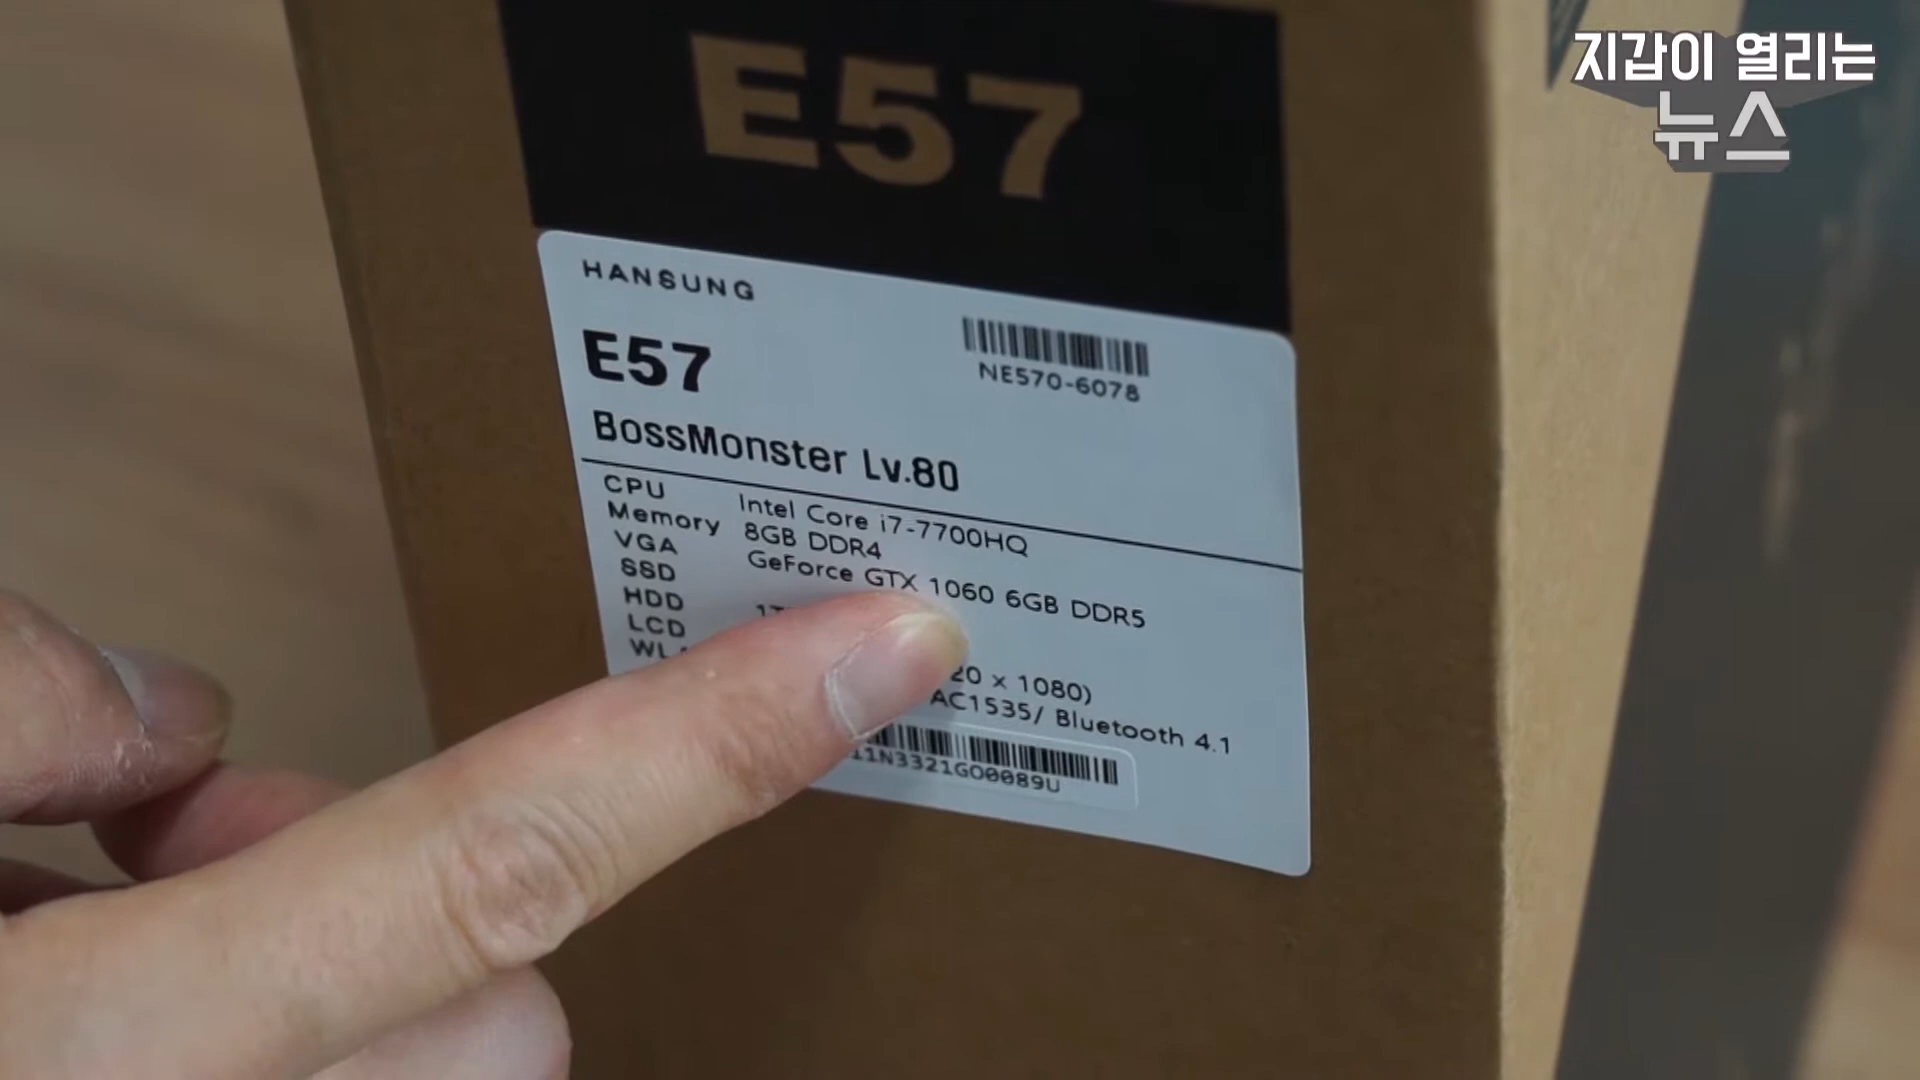 지갑이 열리는
뉴스
E57
HANSUNG
E57
NE570-6078
BossMonster Lv.80
CPU Intel Core i7-7700HQ
Memory 8GB DDR4
VGA GeForce GTX 1060 6GB DDR5
SSD
HDD
LCD 20 x 1080)
AC1535/ Bluetooth 4.1
11N3321GO0089U